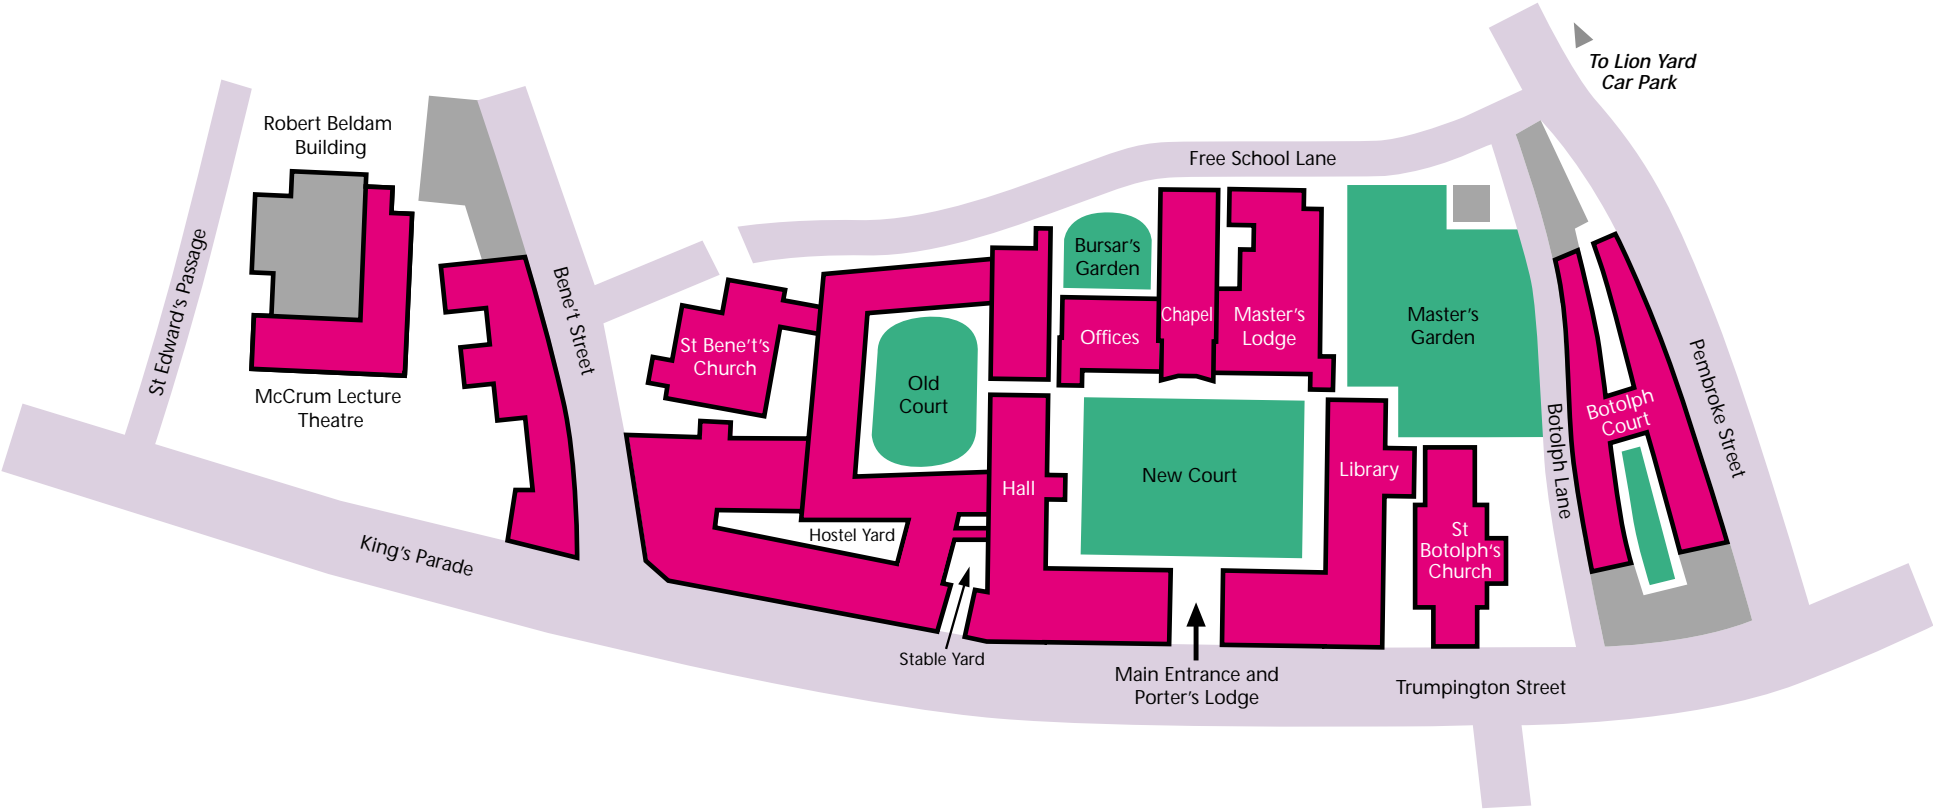 To Lion Yard
Car Park
Robert Beldam
Building
Free School Lane
St Edward's Passage
Bene't Street
Bursar's
Garden
Chapel
Master's
Lodge
Offices
Master's
Garden
St Bene't's
Church
Old
Court
McCrum Lecture
Theatre
Pembroke Street
Botolph
Court
Botolph Lane
New Court
Library
Hall
Hostel Yard
St
Botolph's
Church
King's Parade
Stable Yard
Main Entrance and
Porter's Lodge
Trumpington Street